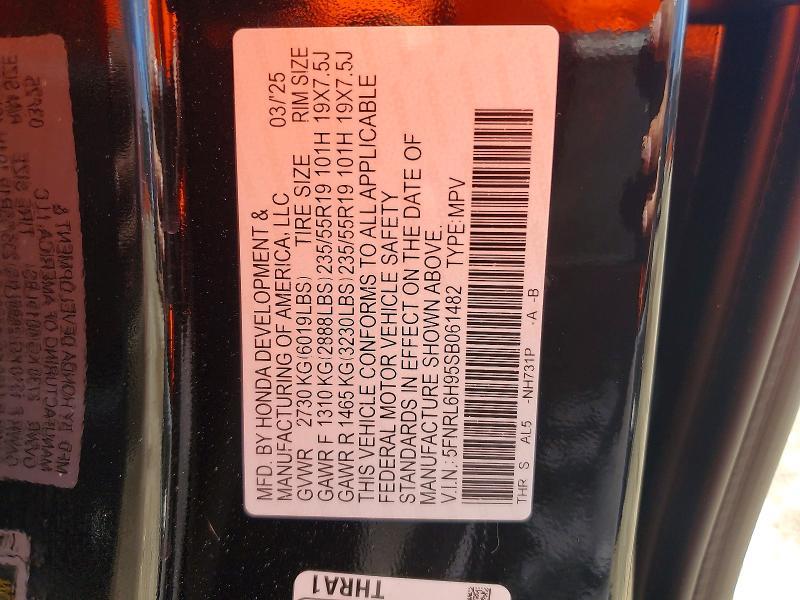 MFD. BY HONDA DEVELOPMENT &
MANUFACTURING OF AMERICA, LLC 03/'25
GVWR 2730 KG(6019LBS) TIRE SIZE RIM SIZE
GAWR F 1310 KG(2888LBS) 235/55R19 101H 19X7.5J
GAWR R 1465 KG(3230LBS) 235/55R19 101H 19X7.5J
THIS VEHICLE CONFORMS TO ALL APPLICABLE
FEDERAL MOTOR VEHICLE SAFETY
STANDARDS IN EFFECT ON THE DATE OF
MANUFACTURE SHOWN ABOVE.
V.I.N.: 5FNRL6H95SB061482 TYPE:MPV
THR S AL5 -NH731P -A -B
THRA1